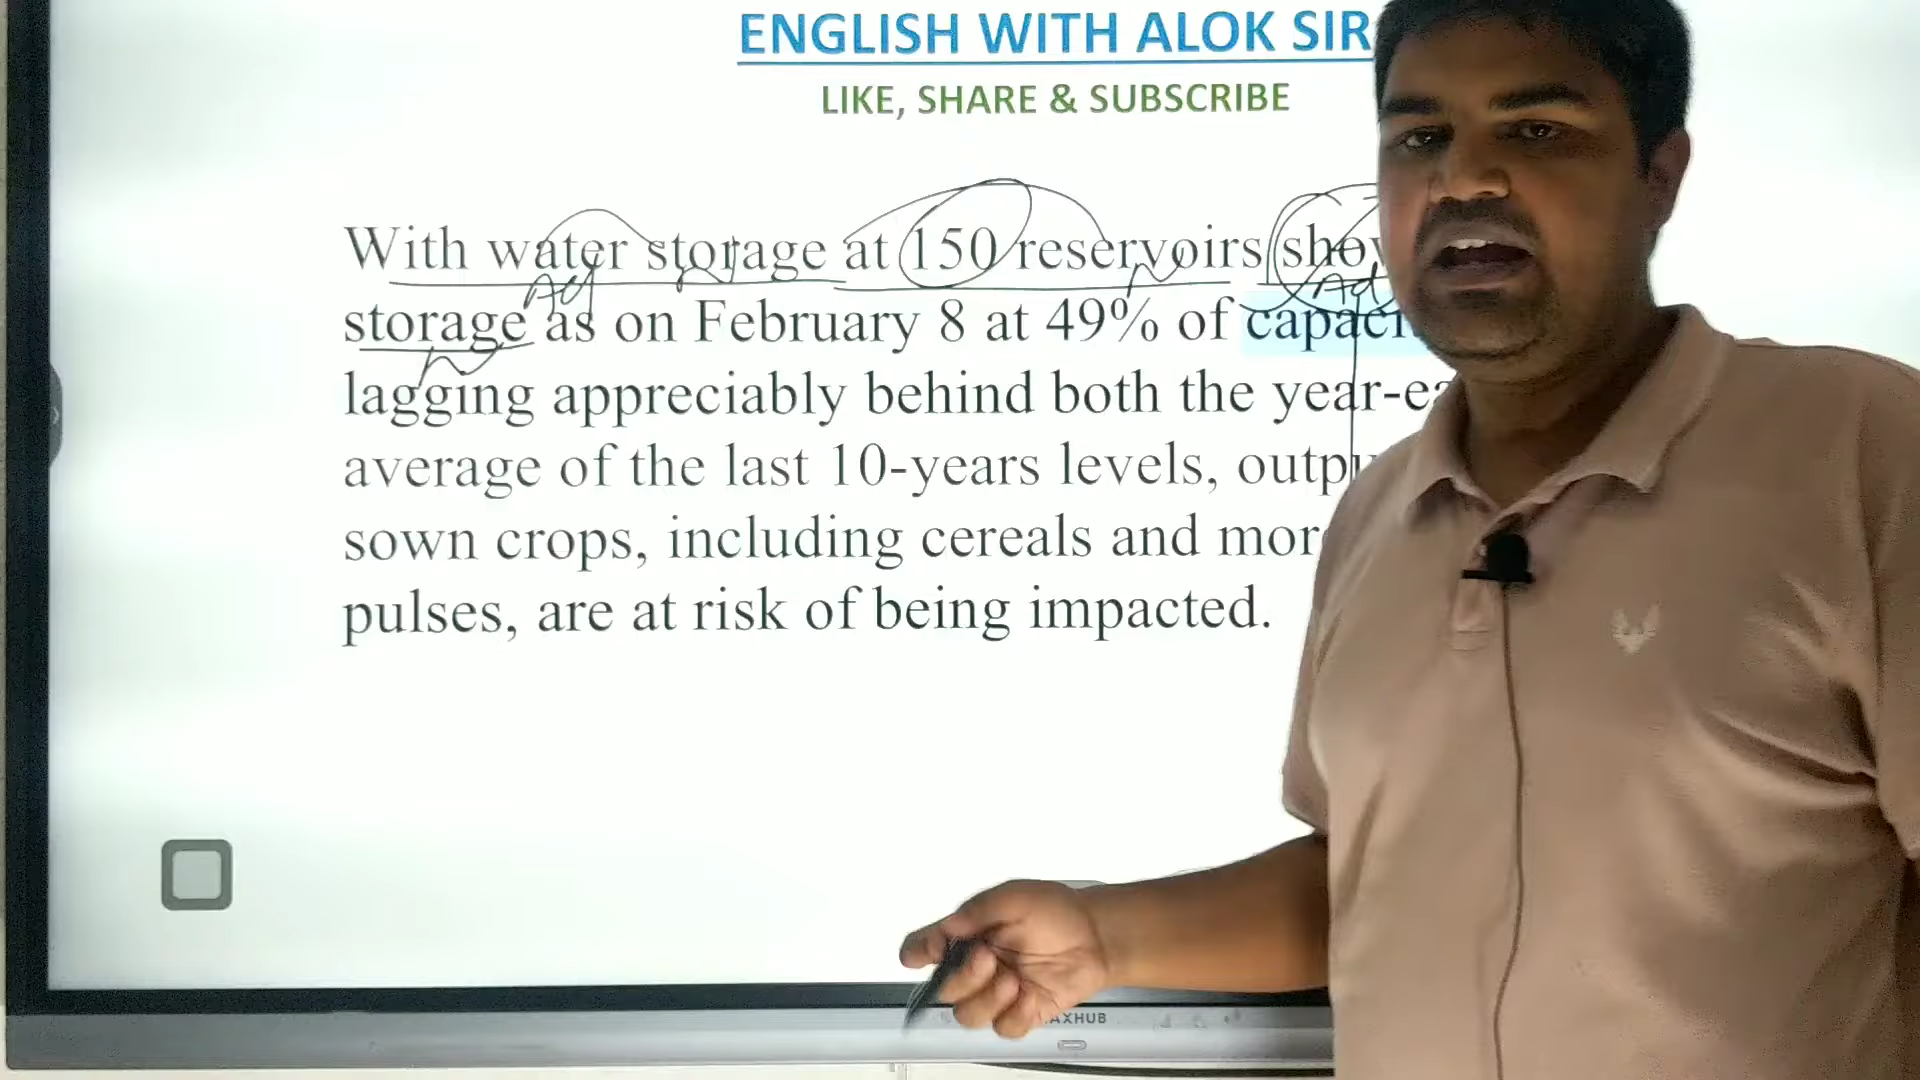 ENGLISH WITH ALOK SIR
LIKE, SHARE & SUBSCRIBE
With water storage at 150 reservoirs
Adj N N
storage as on February 8 at 49% of
N
lagging appreciably behind both the
average of the last 10-years levels,
sown crops, including cereals and
pulses, are at risk of being impacted.